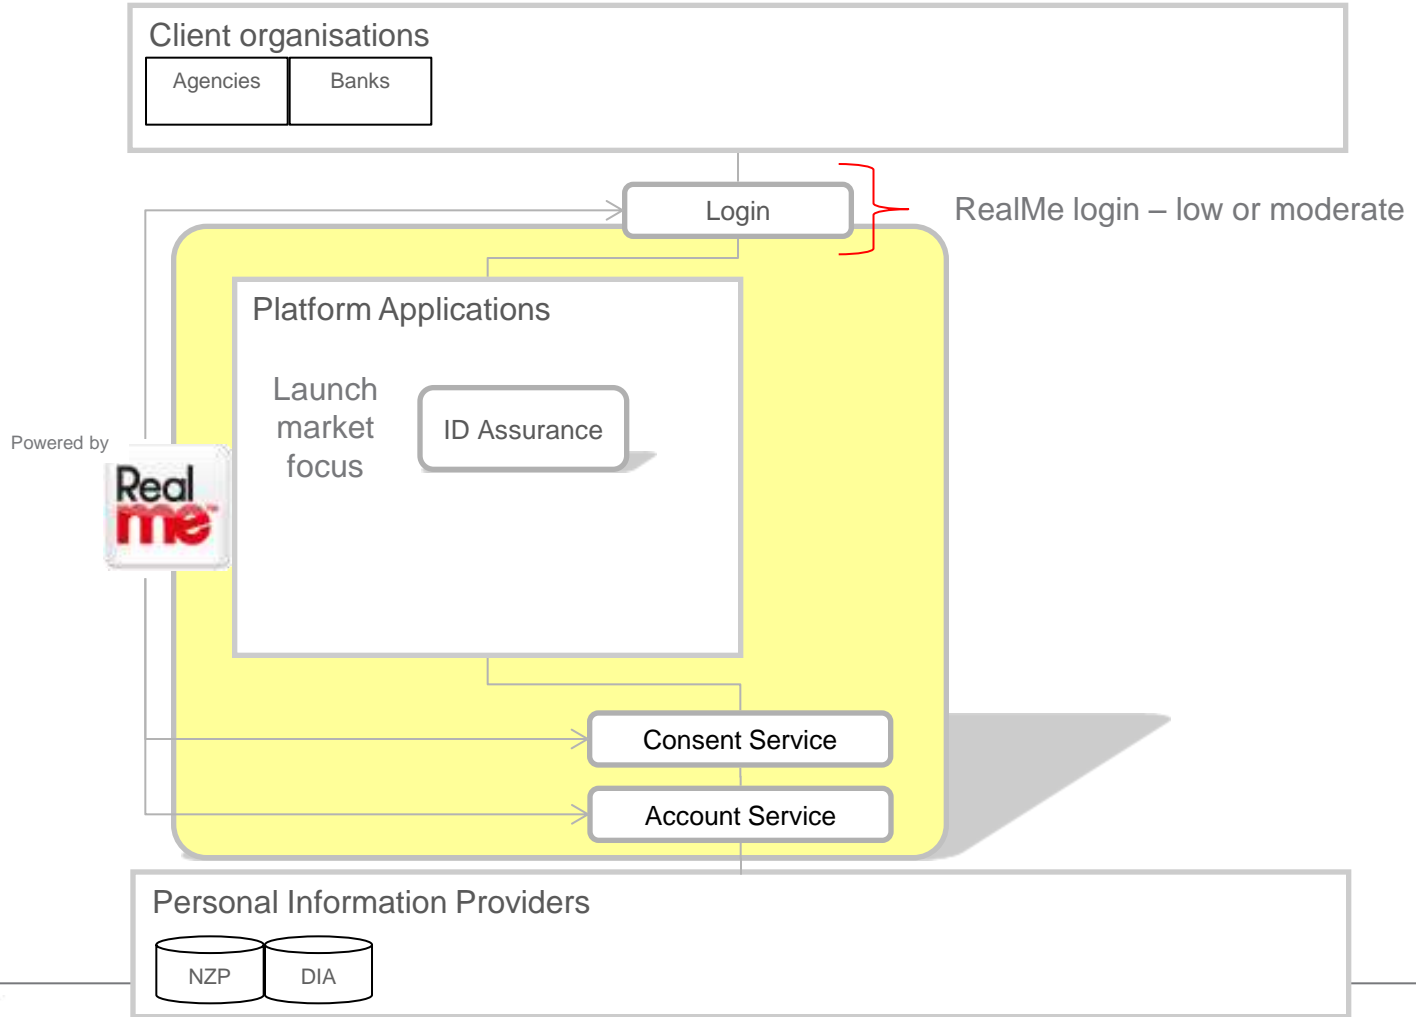 Client organisations
Agencies
Banks
Login
RealMe login – low or moderate
Platform Applications
Launch
market
focus
ID Assurance
Powered by
Real
me™
Consent Service
Account Service
Personal Information Providers
NZP
DIA